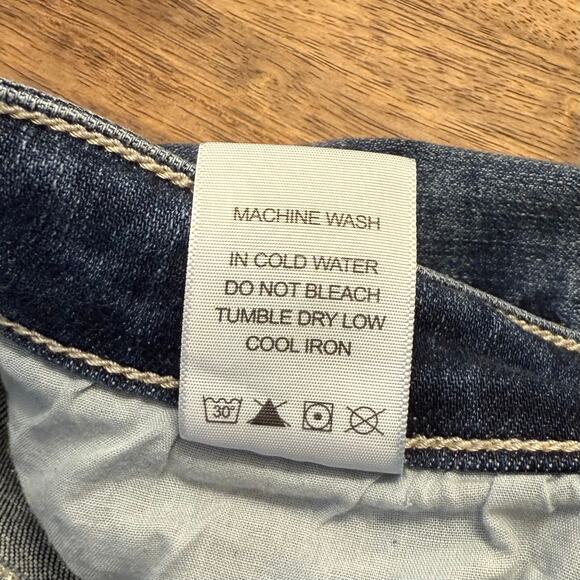 MACHINE WASH
IN COLD WATER
DO NOT BLEACH
TUMBLE DRY LOW
COOL IRON
30°